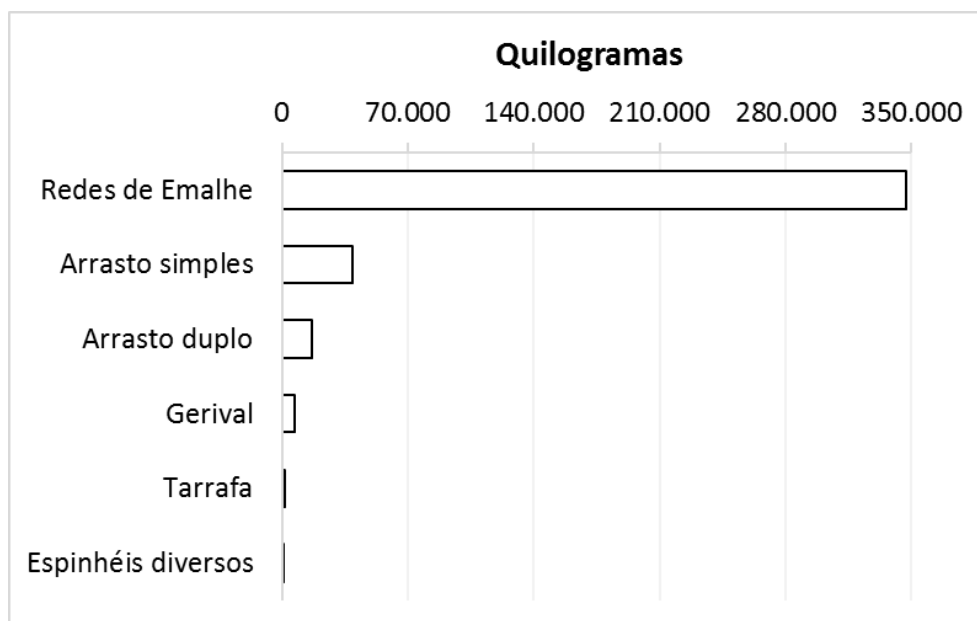 Quilogramas
0 70.000 140.000 210.000 280.000 350.000
Redes de Emalhe
Arrasto simples
Arrasto duplo
Gerival
Tarrafa
Espinhéis diversos